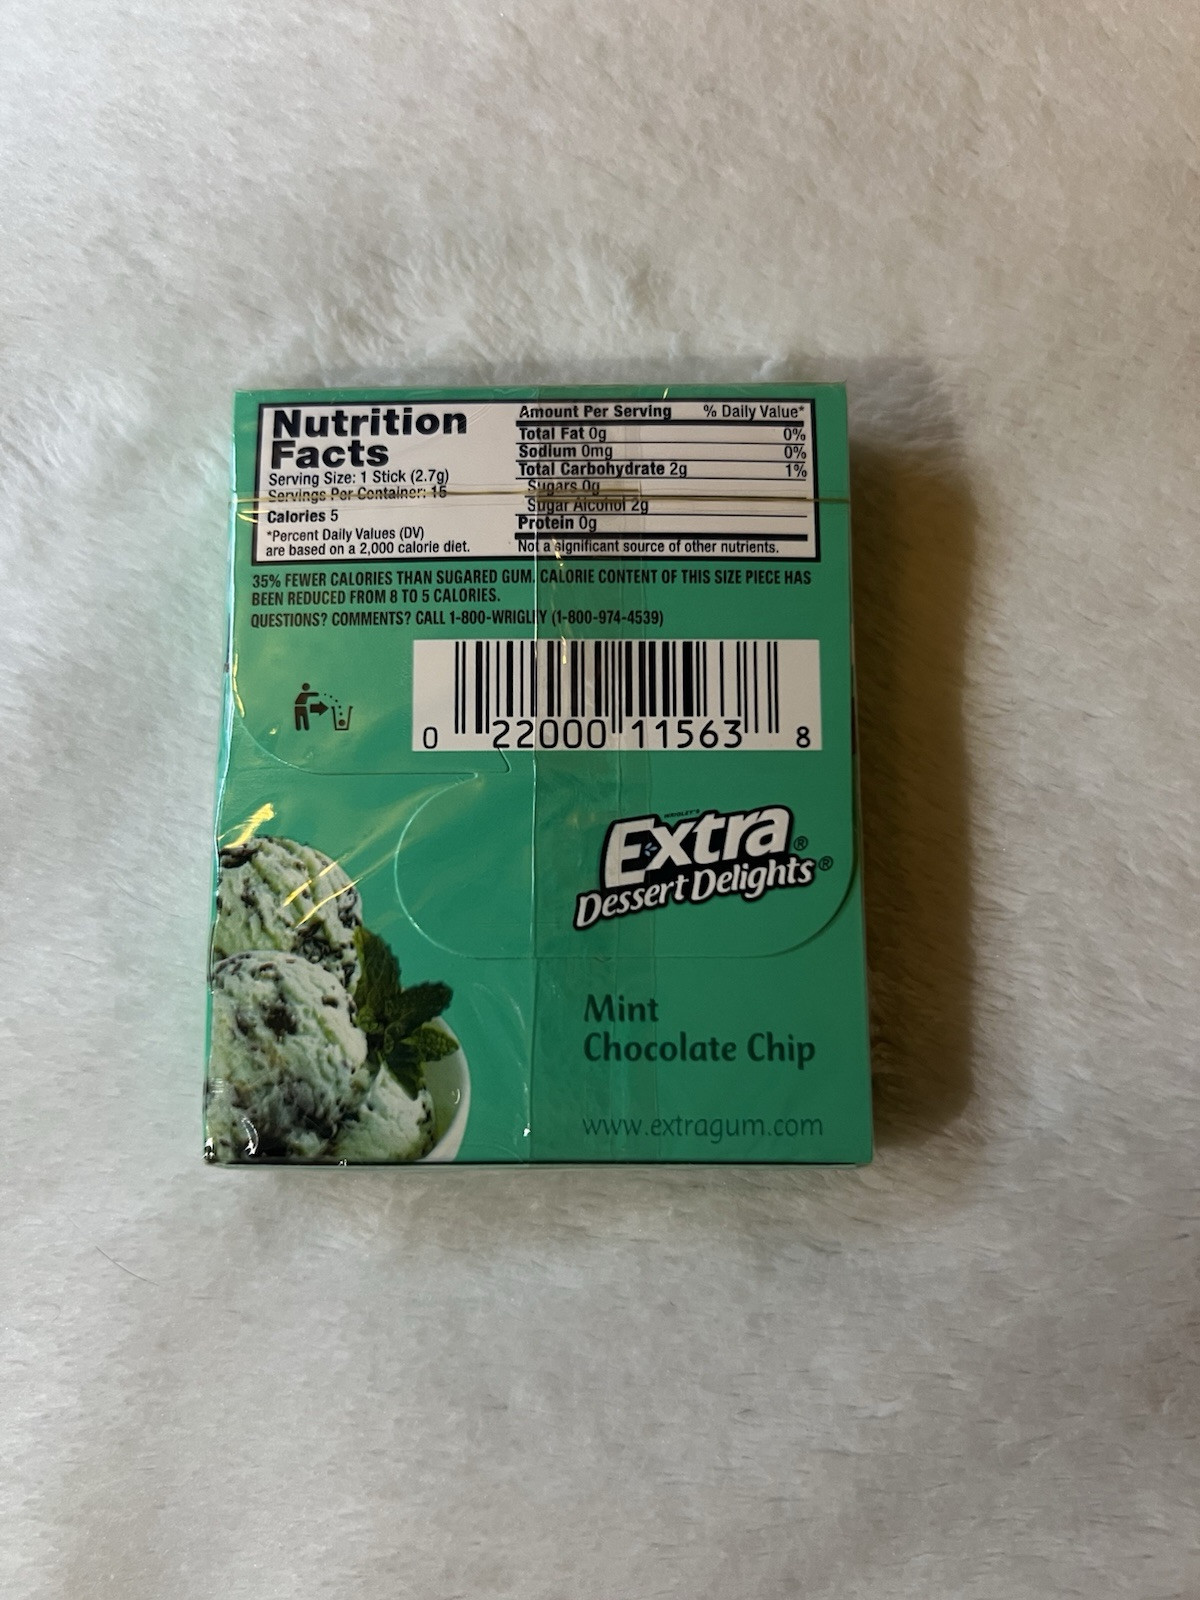 Nutrition
Facts
Serving Size: 1 Stick (2.7g)
Servings Per Container: 15
Calories 5
*Percent Daily Values (DV)
are based on a 2,000 calorie diet.
Amount Per Serving % Daily Value*
Total Fat 0g 0%
Sodium 0mg 0%
Total Carbohydrate 2g 1%
Sugars 0g
Sugar Alcohol 2g
Protein 0g
Not a significant source of other nutrients.
35% FEWER CALORIES THAN SUGARED GUM. CALORIE CONTENT OF THIS SIZE PIECE HAS
BEEN REDUCED FROM 8 TO 5 CALORIES.
QUESTIONS? COMMENTS? CALL 1-800-WRIGLEY (1-800-974-4539)
0 22000 11563 8
WRIGLEY'S
Extra®
Dessert Delights®
Mint
Chocolate Chip
www.extragum.com